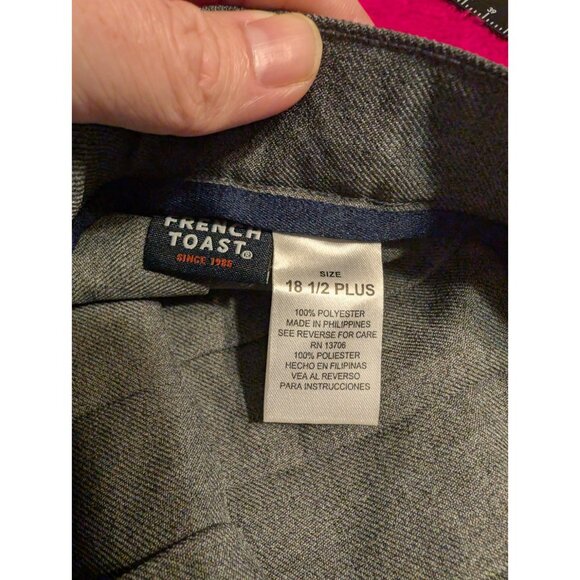 FRENCH
TOAST®
SINCE 1985
SIZE
18 1/2 PLUS
100% POLYESTER
MADE IN PHILIPPINES
SEE REVERSE FOR CARE
RN 13706
100% POLIESTER
HECHO EN FILIPINAS
VEA AL REVERSO
PARA INSTRUCCIONES
39